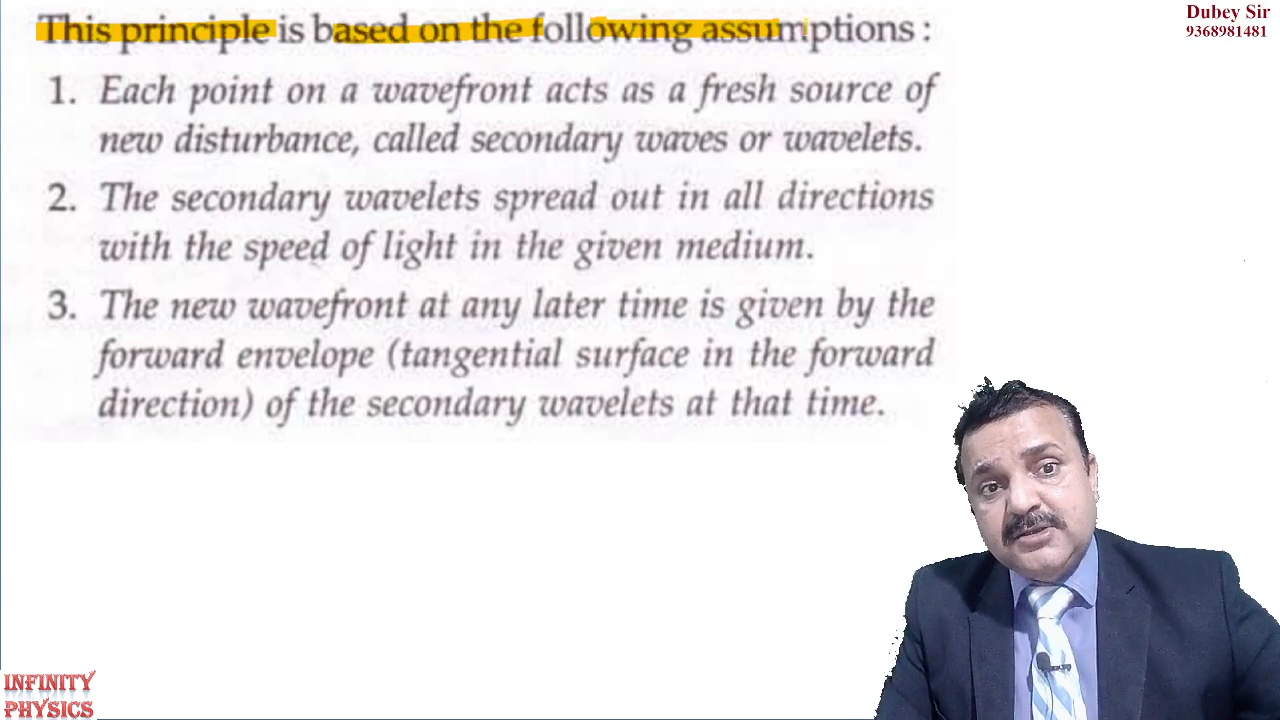 This principle is based on the following assumptions :
1. Each point on a wavefront acts as a fresh source of
new disturbance, called secondary waves or wavelets.
2. The secondary wavelets spread out in all directions
with the speed of light in the given medium.
3. The new wavefront at any later time is given by the
forward envelope (tangential surface in the forward
direction) of the secondary wavelets at that time.
Dubey Sir
9368981481
INFINITY
PHYSICS